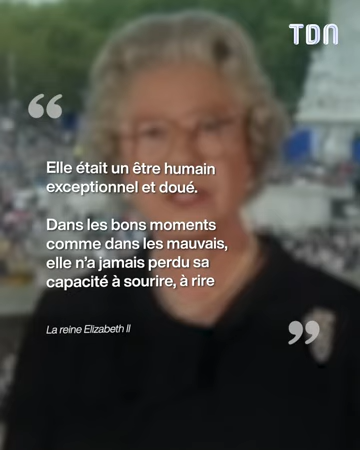 TDN
Elle était un être humain
exceptionnel et doué.
Dans les bons moments
comme dans les mauvais,
elle n’a jamais perdu sa
capacité à sourire, à rire
La reine Elizabeth II